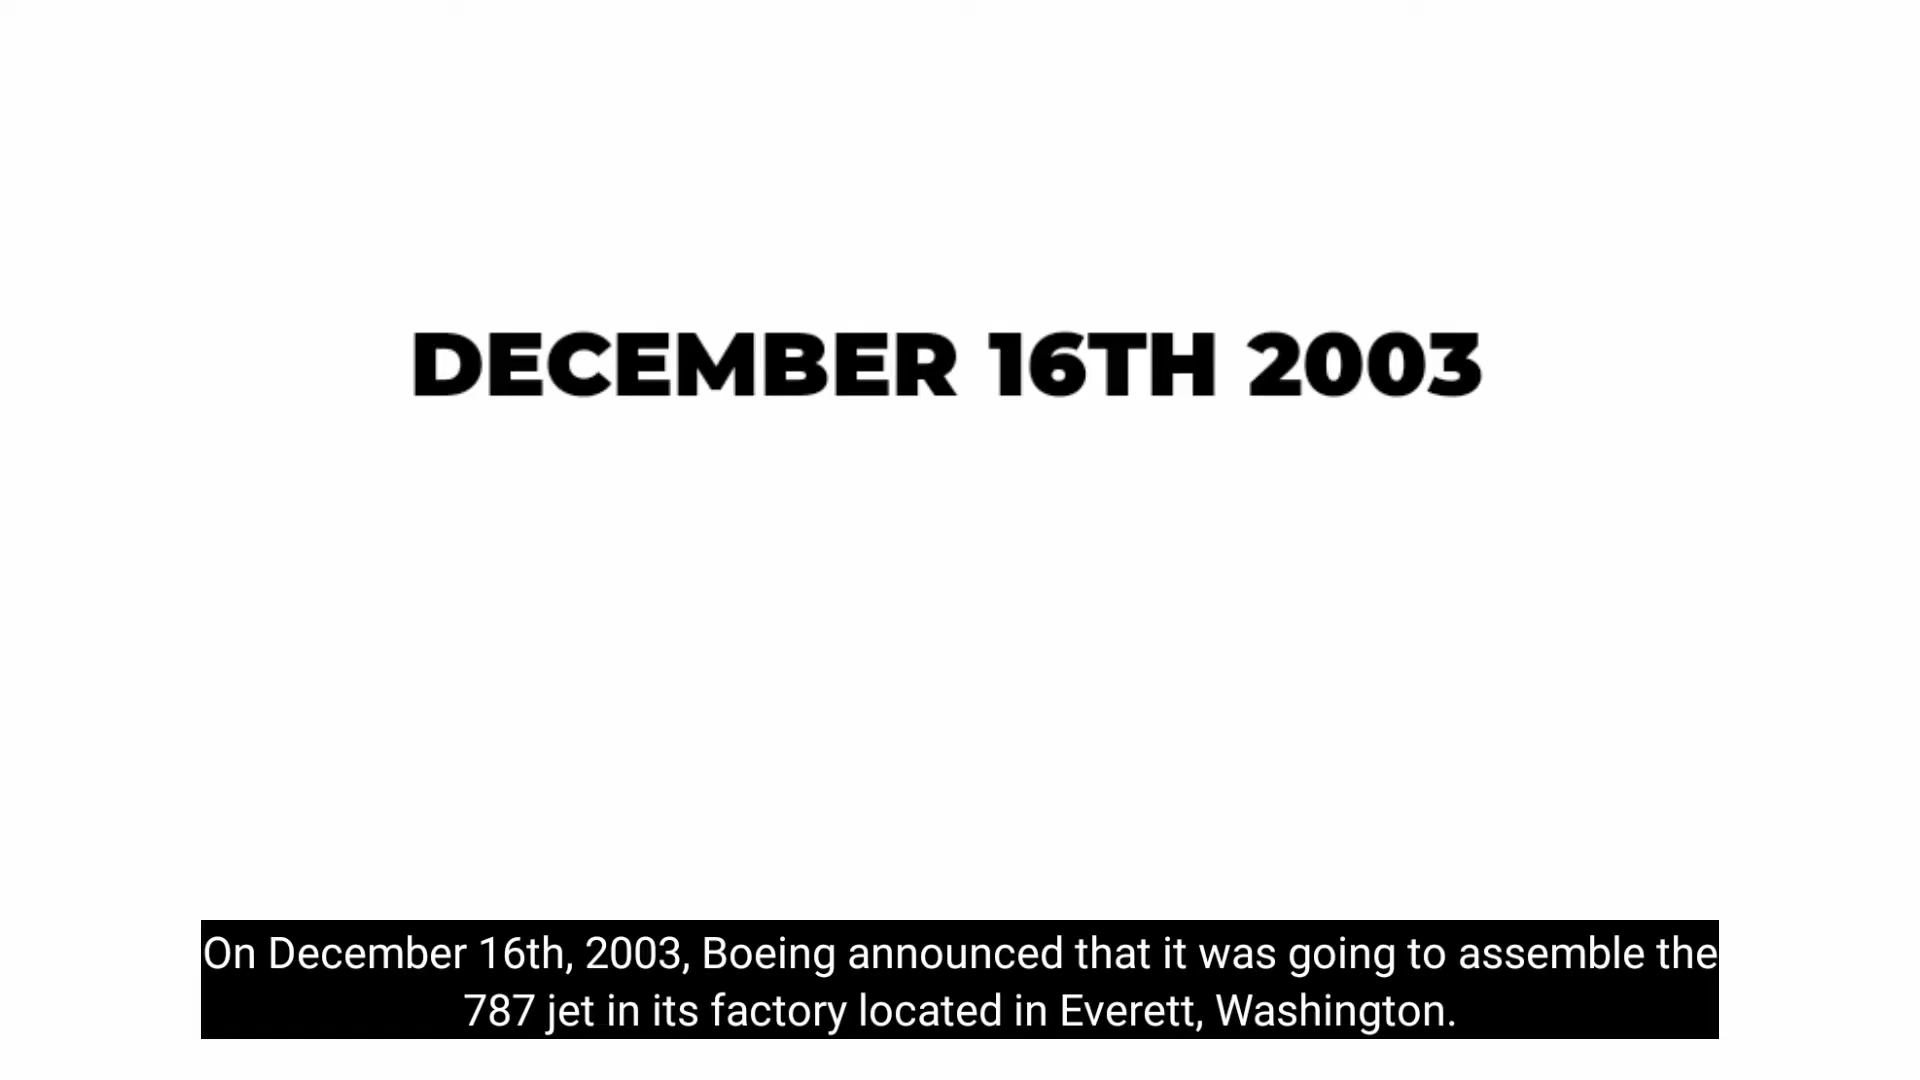 DECEMBER 16TH 2003
On December 16th, 2003, Boeing announced that it was going to assemble the
787 jet in its factory located in Everett, Washington.